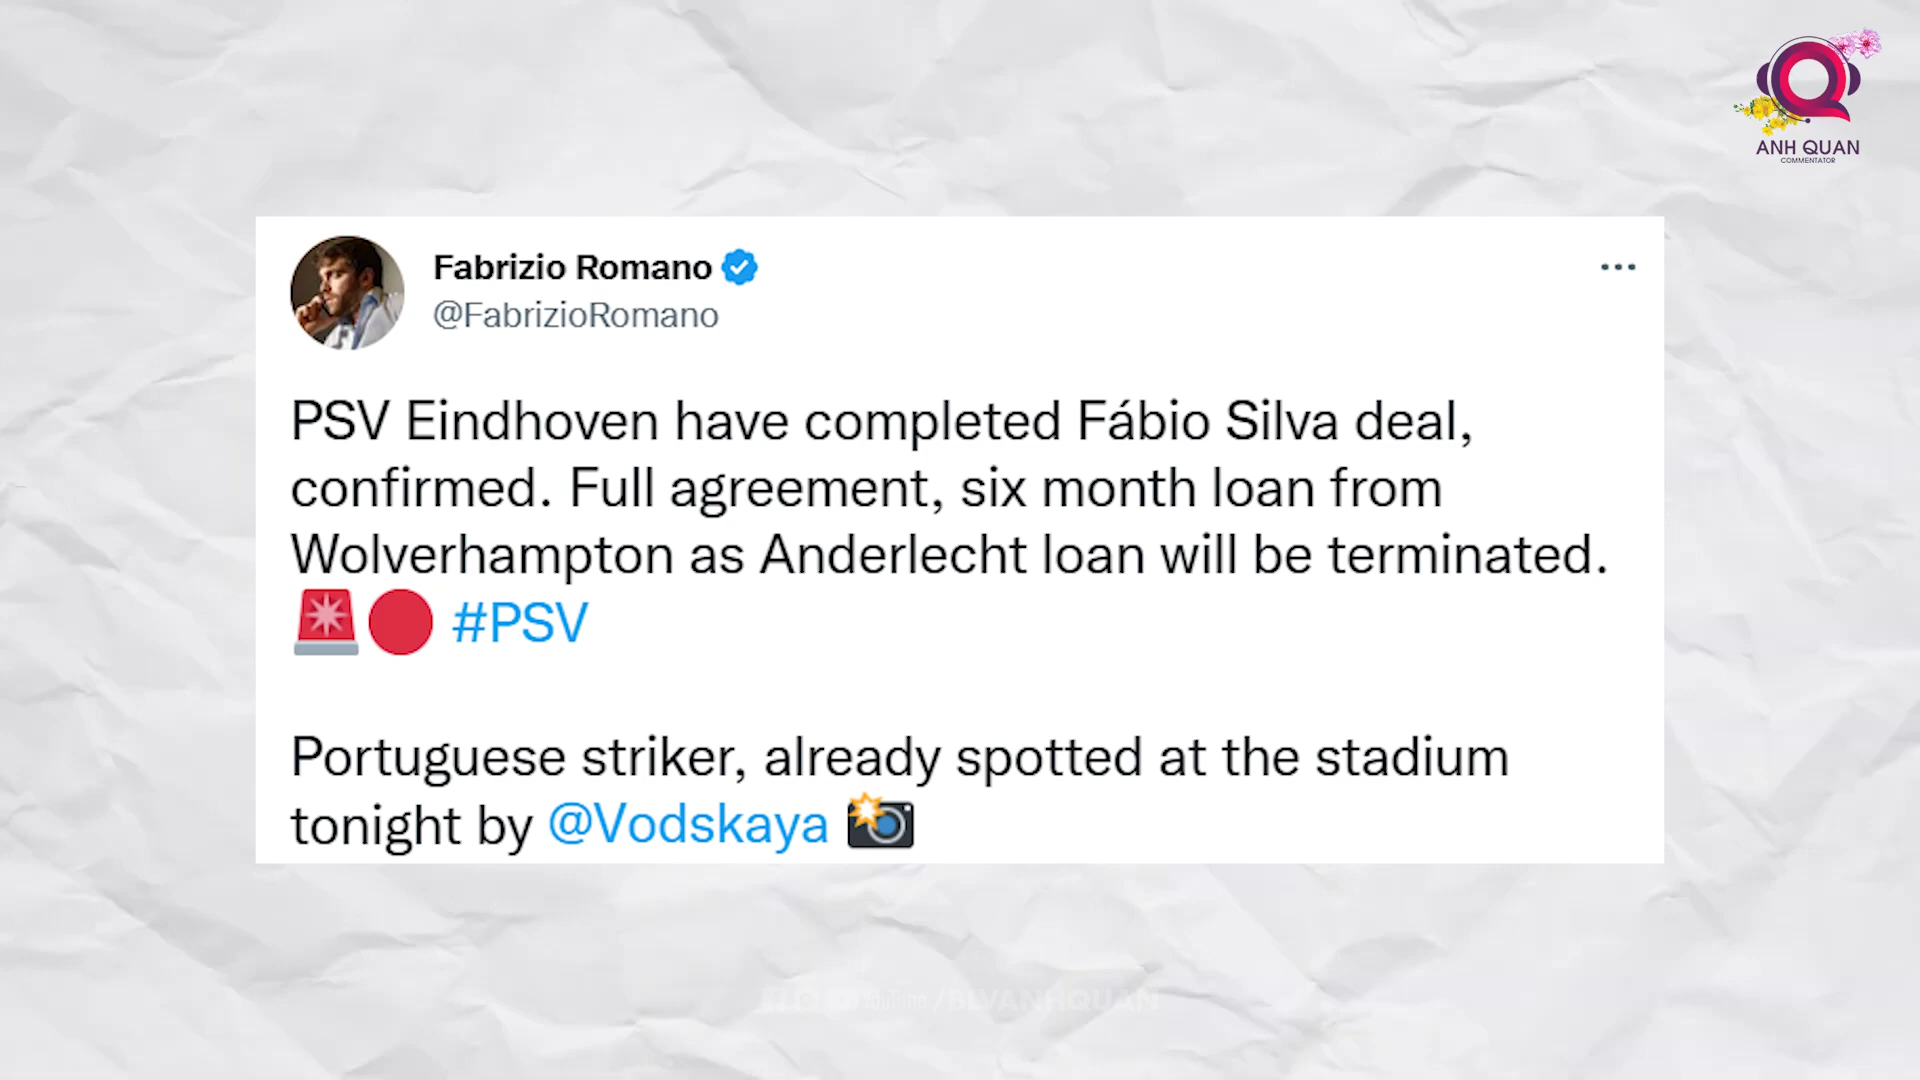 ANH QUAN
COMMENTATOR
Fabrizio Romano
@FabrizioRomano
PSV Eindhoven have completed Fábio Silva deal,
confirmed. Full agreement, six month loan from
Wolverhampton as Anderlecht loan will be terminated.
🚨🔴 #PSV
Portuguese striker, already spotted at the stadium
tonight by @Vodskaya 📸
YouTube /BLVANHQUAN